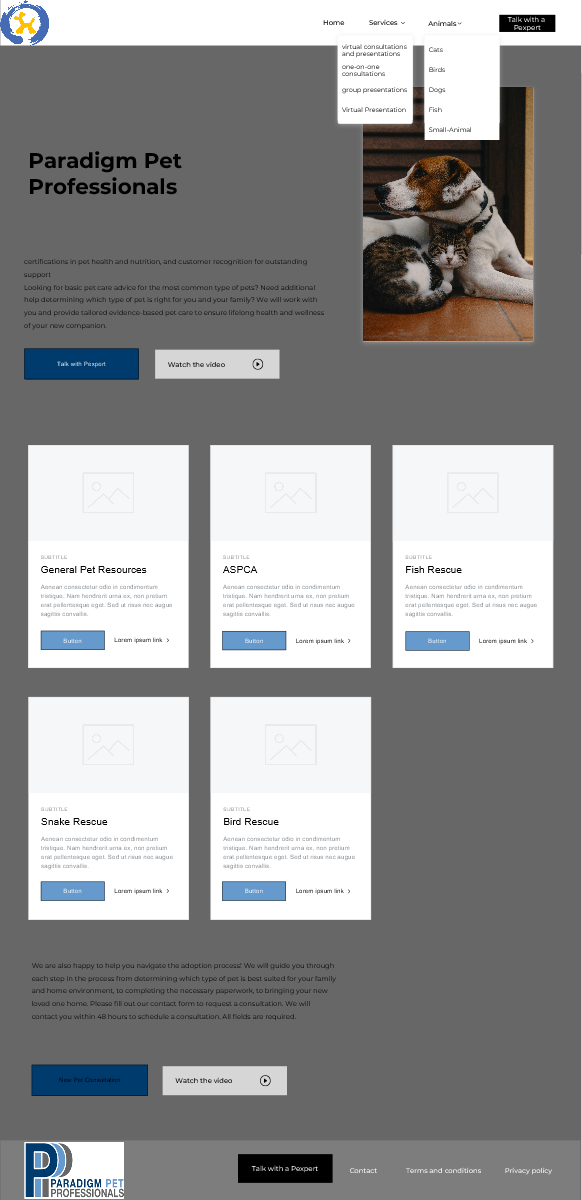 Home
Services
Animals
Talk with a
Pexpert
virtual consultations
and presentations
one-on-one
consultations
group presentations
Virtual Presentation
Cats
Birds
Dogs
Fish
Small-Animal
Paradigm Pet
Professionals
certifications in pet health and nutrition, and customer recognition for outstanding
support
Looking for basic pet care advice for the most common type of pets? Need additional
help determining which type of pet is right for you and your family? We will work with
you and provide tailored evidence-based pet care to ensure lifelong health and wellness
of your new companion.
Talk with Pexpert
Watch the video
SUBTITLE
General Pet Resources
Aenean consectetur odio in condimentum
tristique. Nam hendrerit urna ex, non pretium
erat pellentesque eget. Sed ut risus nec augue
sagittis convallis.
Button
Lorem ipsum link
SUBTITLE
ASPCA
Aenean consectetur odio in condimentum
tristique. Nam hendrerit urna ex, non pretium
erat pellentesque eget. Sed ut risus nec augue
sagittis convallis.
Button
Lorem ipsum link
SUBTITLE
Fish Rescue
Aenean consectetur odio in condimentum
tristique. Nam hendrerit urna ex, non pretium
erat pellentesque eget. Sed ut risus nec augue
sagittis convallis.
Button
Lorem ipsum link
SUBTITLE
Snake Rescue
Aenean consectetur odio in condimentum
tristique. Nam hendrerit urna ex, non pretium
erat pellentesque eget. Sed ut risus nec augue
sagittis convallis.
Button
Lorem ipsum link
SUBTITLE
Bird Rescue
Aenean consectetur odio in condimentum
tristique. Nam hendrerit urna ex, non pretium
erat pellentesque eget. Sed ut risus nec augue
sagittis convallis.
Button
Lorem ipsum link
We are also happy to help you navigate the adoption process! We will guide you through
each step in the process from determining which type of pet is best suited for your family
and home environment, to completing the necessary paperwork, to bringing your new
loved one home. Please fill out our contact form to request a consultation. We will
contact you within 48 hours to schedule a consultation. All fields are required.
New Pet Consultation
Watch the video
PARADIGM PET
PROFESSIONALS
Talk with a Pexpert
Contact
Terms and conditions
Privacy policy